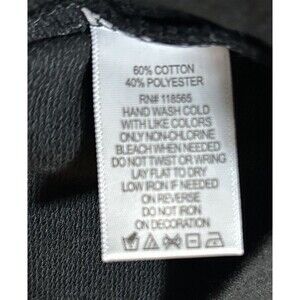 60% COTTON
40% POLYESTER
RN# 118565
HAND WASH COLD
WITH LIKE COLORS
ONLY NON-CHLORINE
BLEACH WHEN NEEDED
DO NOT TWIST OR WRING
LAY FLAT TO DRY
LOW IRON IF NEEDED
ON REVERSE
DO NOT IRON
ON DECORATION